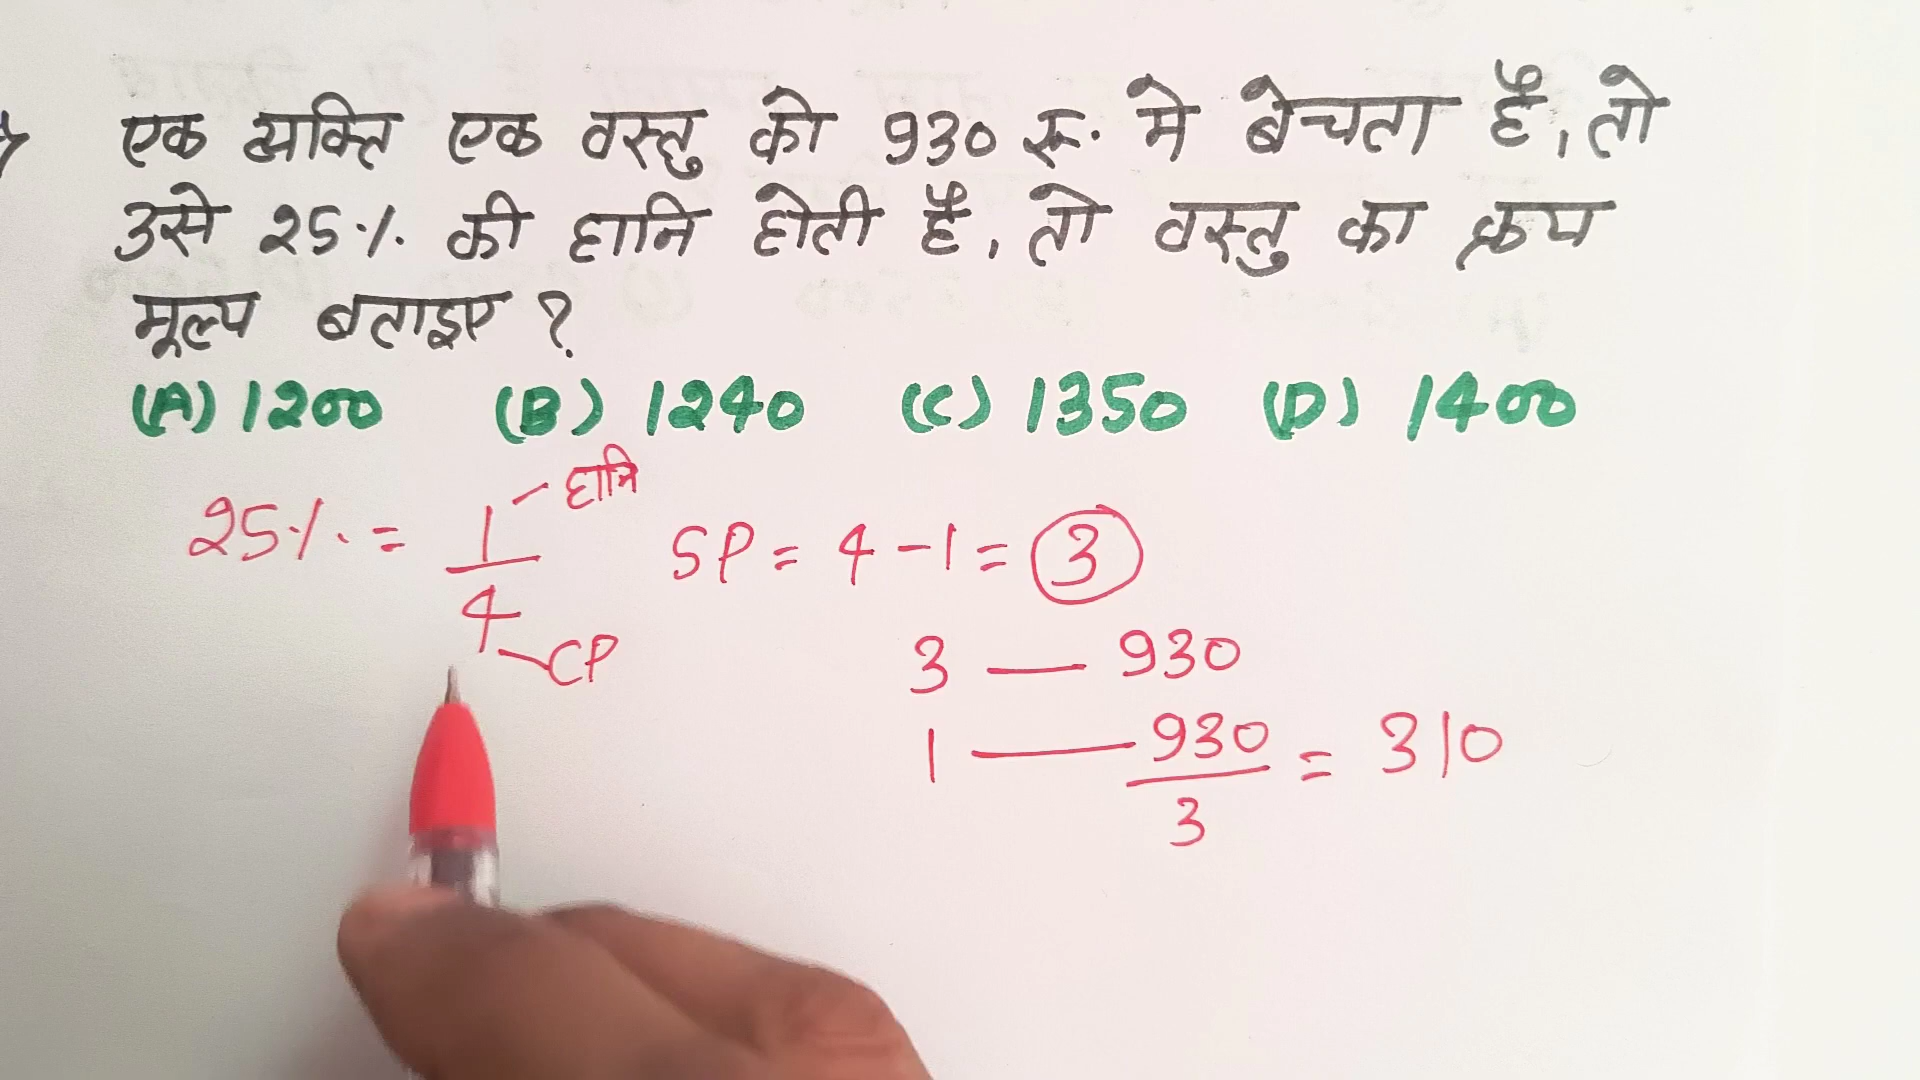 एक व्यक्ति एक वस्तु को 930 रू. मे बेचता है, तो
उसे 25% की हानि होती है, तो वस्तु का क्रय
मूल्य बताइए ?
(A) 1200 (B) 1240 (C) 1350 (D) 1400
25% = 1/4 हानि CP SP = 4 - 1 = 3
3 — 930
1 — 930/3 = 310